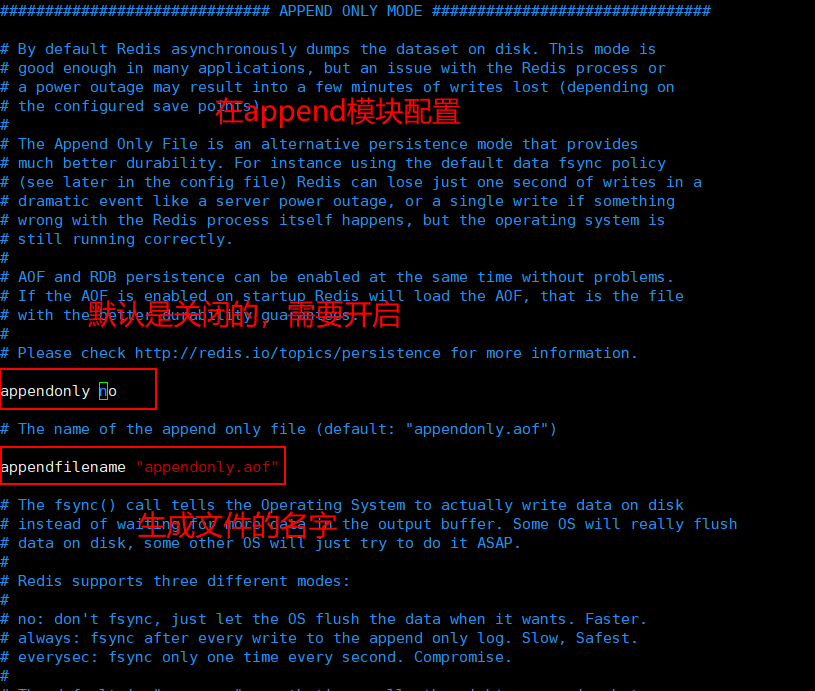 ############################## APPEND ONLY MODE ###############################
# By default Redis asynchronously dumps the dataset on disk. This mode is
# good enough in many applications, but an issue with the Redis process or
# a power outage may result into a few minutes of writes lost (depending on
# the configured save points).
在append模块配置
#
# The Append Only File is an alternative persistence mode that provides
# much better durability. For instance using the default data fsync policy
# (see later in the config file) Redis can lose just one second of writes in a
# dramatic event like a server power outage, or a single write if something
# wrong with the Redis process itself happens, but the operating system is
# still running correctly.
#
# AOF and RDB persistence can be enabled at the same time without problems.
# If the AOF is enabled on startup Redis will load the AOF, that is the file
# with the better durability guarantees.
默认是关闭的，需要开启
#
# Please check http://redis.io/topics/persistence for more information.
appendonly no
# The name of the append only file (default: "appendonly.aof")
appendfilename "appendonly.aof"
# The fsync() call tells the Operating System to actually write data on disk
# instead of waiting for more data in the output buffer. Some OS will really flush
生成文件的名字
# data on disk, some other OS will just try to do it ASAP.
#
# Redis supports three different modes:
#
# no: don't fsync, just let the OS flush the data when it wants. Faster.
# always: fsync after every write to the append only log. Slow, Safest.
# everysec: fsync only one time every second. Compromise.
#